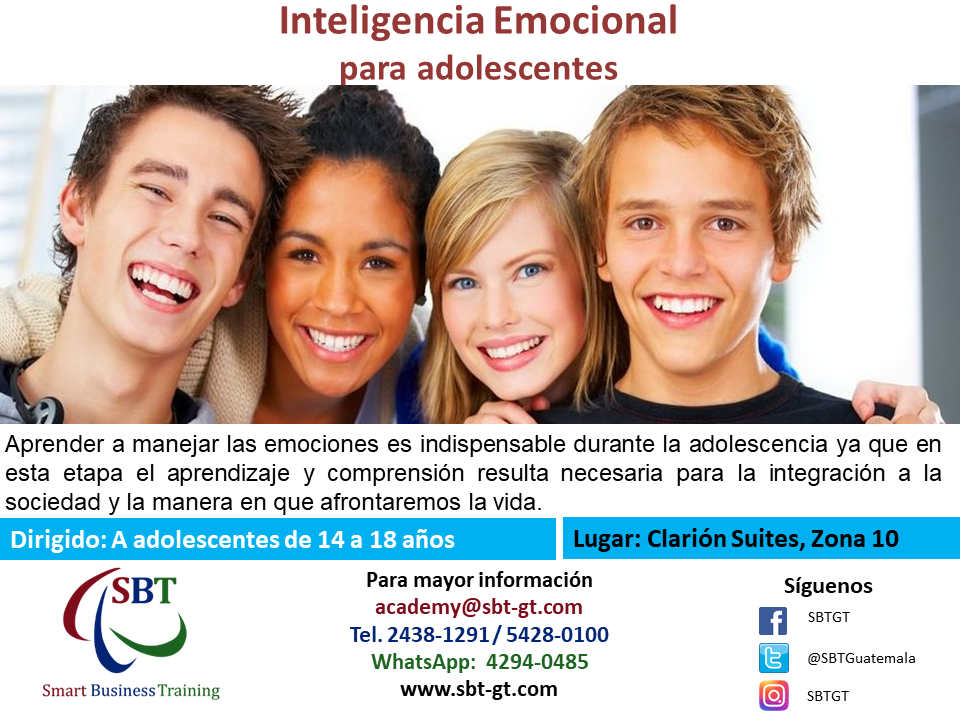 Inteligencia Emocional
para adolescentes
Aprender a manejar las emociones es indispensable durante la adolescencia ya que en
esta etapa el aprendizaje y comprensión resulta necesaria para la integración a la
sociedad y la manera en que afrontaremos la vida.
Dirigido: A adolescentes de 14 a 18 años
Lugar: Clarión Suites, Zona 10
SBT
Smart Business Training
Para mayor información
academy@sbt-gt.com
Tel. 2438-1291/ 5428-0100
WhatsApp: 4294-0485
www.sbt-gt.com
Síguenos
SBTGT
@SBTGuatemala
SBTGT